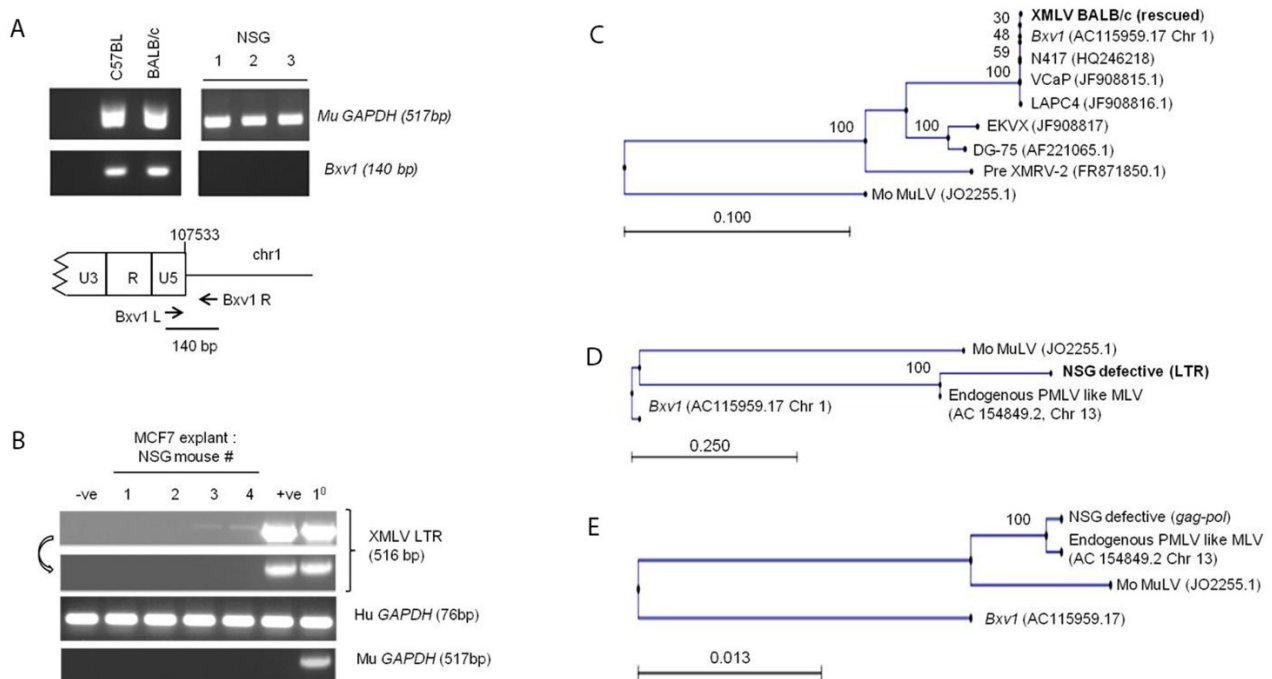 A
C57BL
BALB/c
NSG
1 2 3
Mu GAPDH (517bp)
Bxv1 (140 bp)
107533
chr1
U3 R U5
Bxv1 R
Bxv1 L
140 bp
B
MCF7 explant :
NSG mouse #
-ve 1 2 3 4 +ve 1⁰
XMLV LTR
(516 bp)
Hu GAPDH (76bp)
Mu GAPDH (517bp)
C
30
48
59
100
XMLV BALB/c (rescued)
Bxv1 (AC115959.17 Chr 1)
N417 (HQ246218)
VCaP (JF908815.1)
LAPC4 (JF908816.1)
100
100
EKVX (JF908817)
DG-75 (AF221065.1)
Pre XMRV-2 (FR871850.1)
Mo MuLV (JO2255.1)
0.100
D
Mo MuLV (JO2255.1)
100
NSG defective (LTR)
Endogenous PMLV like MLV
(AC 154849.2, Chr 13)
Bxv1 (AC115959.17 Chr 1)
0.250
E
100
NSG defective (gag-pol)
Endogenous PMLV like MLV
(AC 154849.2 Chr 13)
Mo MuLV (JO2255.1)
Bxv1 (AC115959.17)
0.013